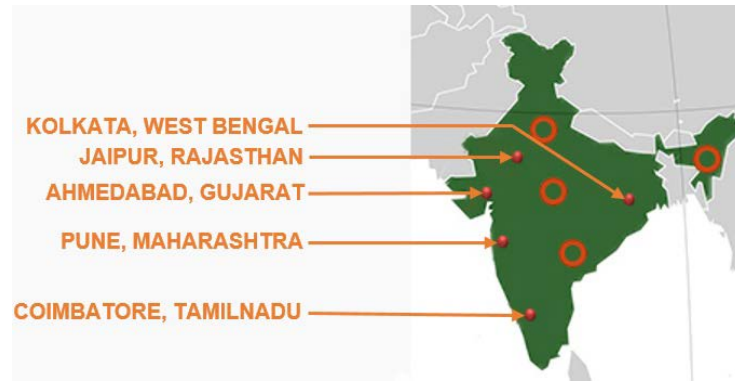 KOLKATA, WEST BENGAL
JAIPUR, RAJASTHAN
AHMEDABAD, GUJARAT
PUNE, MAHARASHTRA
COIMBATORE, TAMILNADU